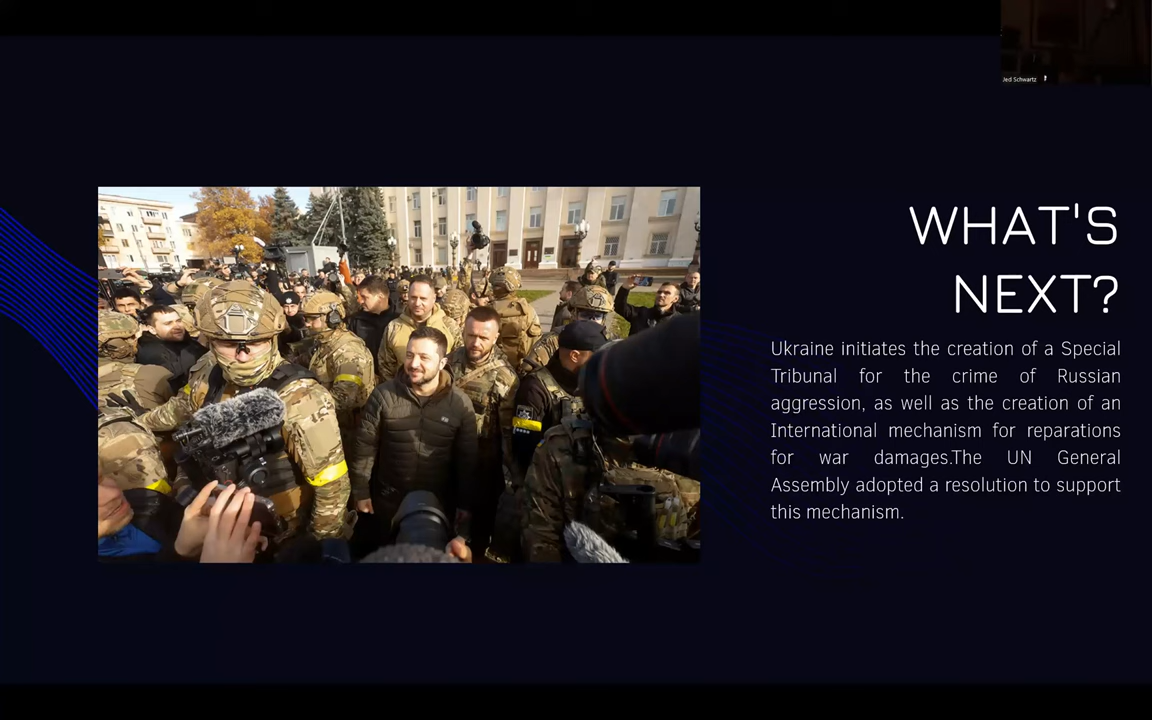 Jed Schwartz
WHAT'S
NEXT?
Ukraine initiates the creation of a Special
Tribunal for the crime of Russian
aggression, as well as the creation of an
International mechanism for reparations
for war damages.The UN General
Assembly adopted a resolution to support
this mechanism.